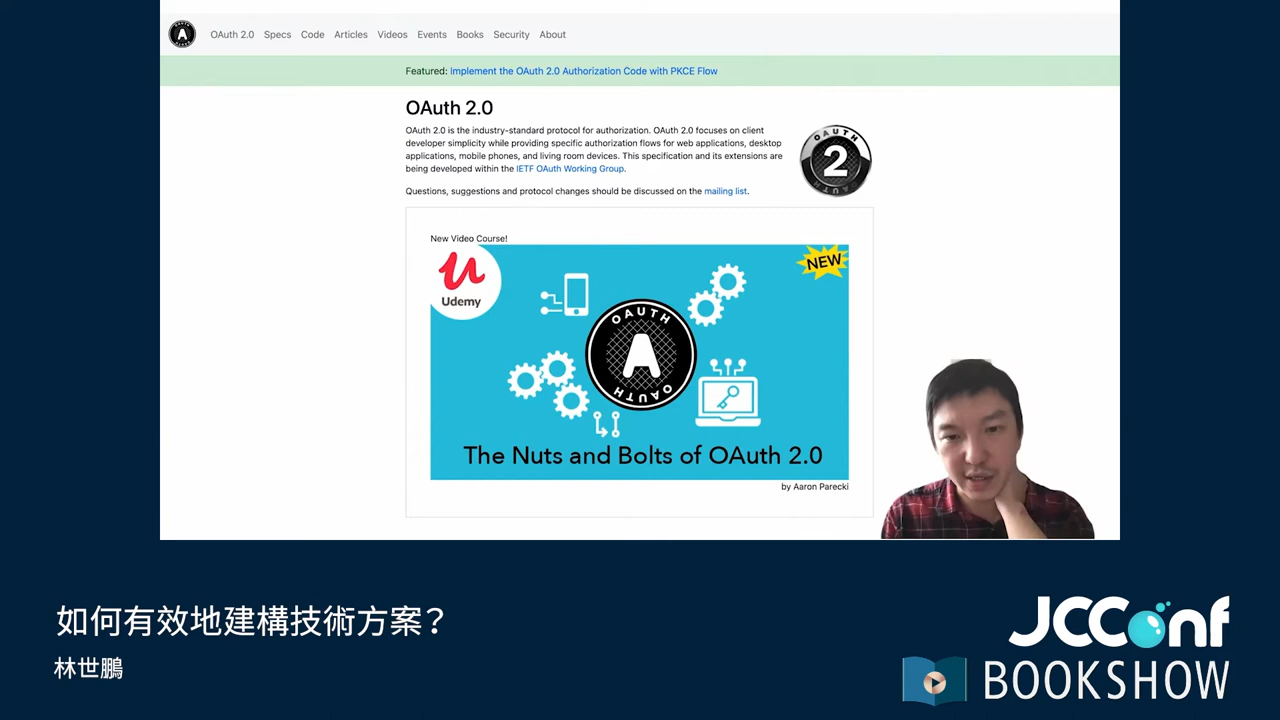 OAuth 2.0 Specs Code Articles Videos Events Books Security About
Featured: Implement the OAuth 2.0 Authorization Code with PKCE Flow
OAuth 2.0
OAuth 2.0 is the industry-standard protocol for authorization. OAuth 2.0 focuses on client
developer simplicity while providing specific authorization flows for web applications, desktop
applications, mobile phones, and living room devices. This specification and its extensions are
being developed within the IETF OAuth Working Group.
Questions, suggestions and protocol changes should be discussed on the mailing list.
OAUTH
2
OAUTH
New Video Course!
Udemy
NEW
OAUTH
A
OAUTH
The Nuts and Bolts of OAuth 2.0
by Aaron Parecki
如何有效地建構技術方案?
林世鵬
JCConf
BOOKSHOW